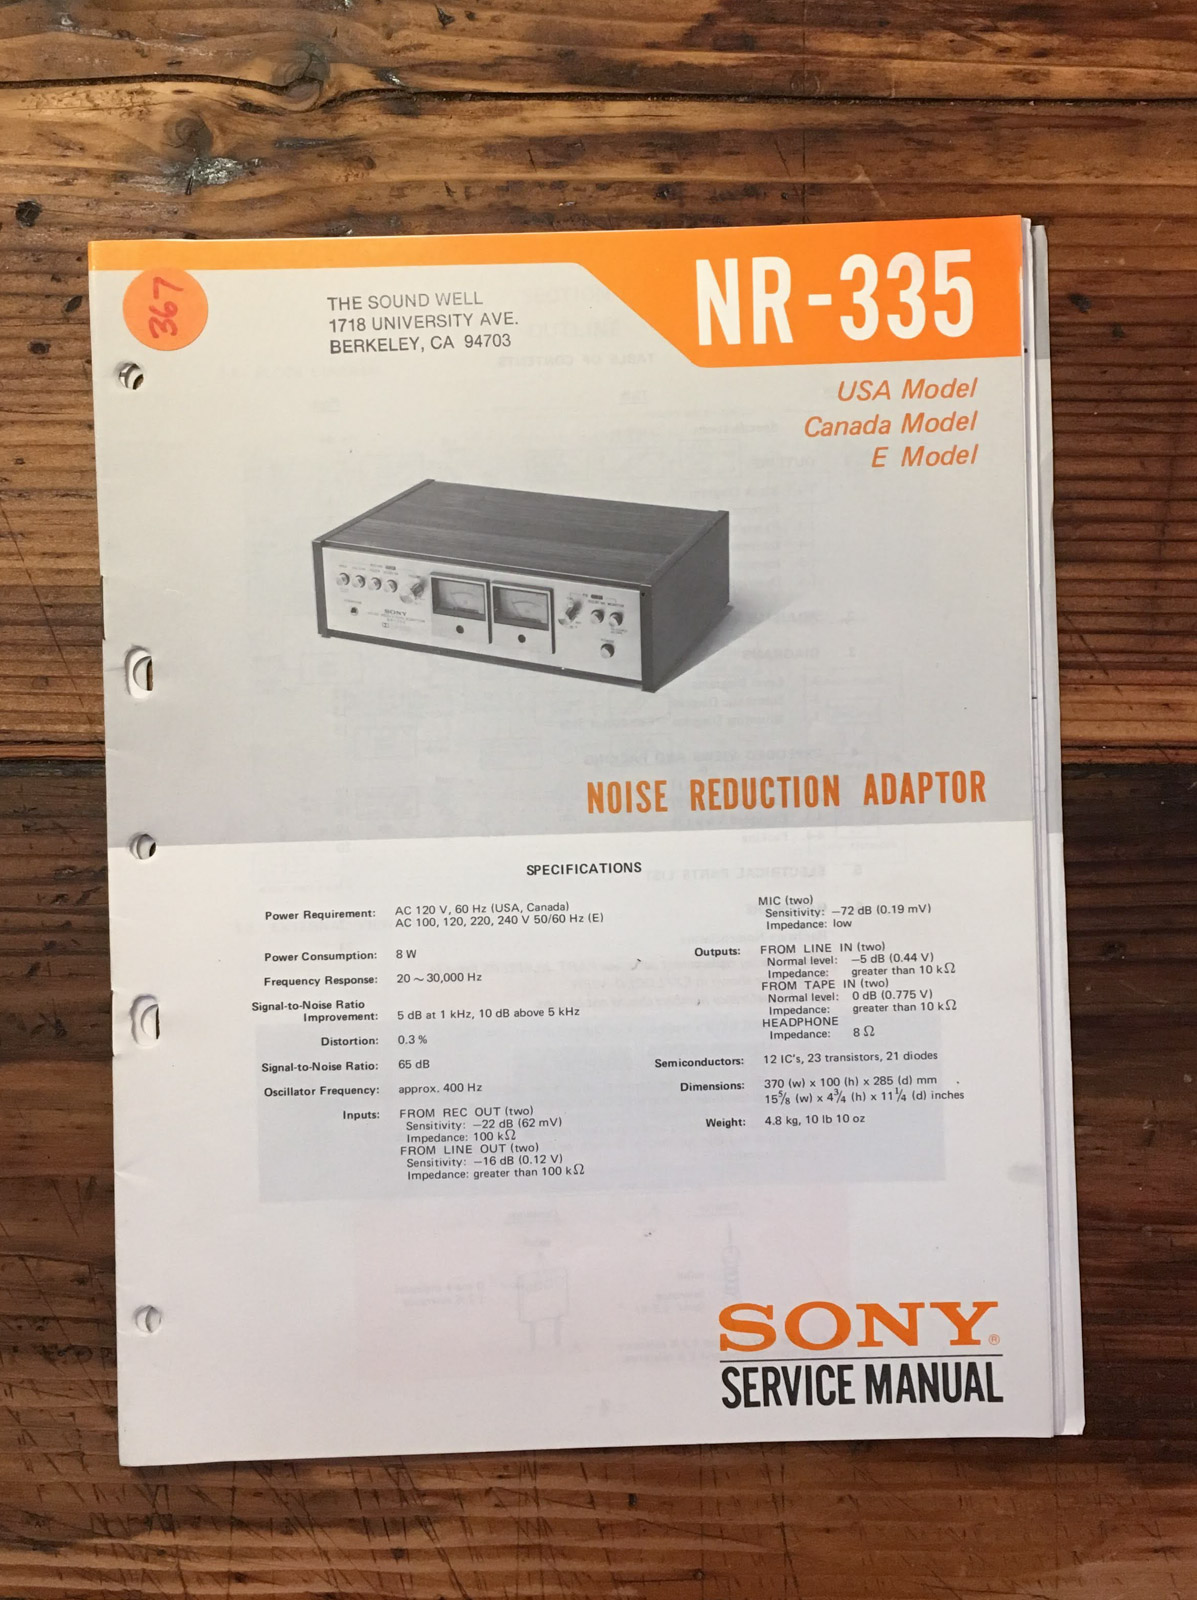 NR-335
367
THE SOUND WELL
1718 UNIVERSITY AVE.
BERKELEY, CA 94703
USA Model
Canada Model
E Model
SONY
NOISE REDUCTION ADAPTOR
SPECIFICATIONS
Power Requirement: AC 120 V, 60 Hz (USA, Canada)
AC 100, 120, 220, 240 V 50/60 Hz (E)
Power Consumption: 8 W
Frequency Response: 20 ~ 30,000 Hz
Signal-to-Noise Ratio
Improvement: 5 dB at 1 kHz, 10 dB above 5 kHz
Distortion: 0.3 %
Signal-to-Noise Ratio: 65 dB
Oscillator Frequency: approx. 400 Hz
Inputs: FROM REC OUT (two)
Sensitivity: −22 dB (62 mV)
Impedance: 100 kΩ
FROM LINE OUT (two)
Sensitivity: −16 dB (0.12 V)
Impedance: greater than 100 kΩ
MIC (two)
Sensitivity: −72 dB (0.19 mV)
Impedance: low
Outputs: FROM LINE IN (two)
Normal level: −5 dB (0.44 V)
Impedance: greater than 10 kΩ
FROM TAPE IN (two)
Normal level: 0 dB (0.775 V)
Impedance: greater than 10 kΩ
HEADPHONE
Impedance: 8 Ω
Semiconductors: 12 IC's, 23 transistors, 21 diodes
Dimensions: 370 (w) x 100 (h) x 285 (d) mm
15⅝ (w) x 4¾ (h) x 11¼ (d) inches
Weight: 4.8 kg, 10 lb 10 oz
SONY®
SERVICE MANUAL